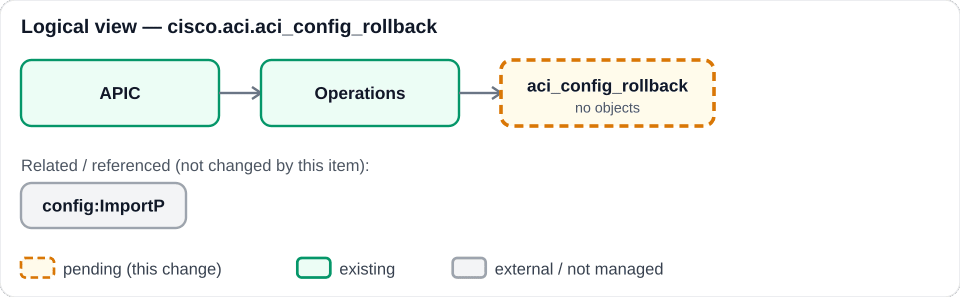 Logical view — cisco.aci.aci_config_rollback
APIC
Operations
aci_config_rollback
no objects
Related / referenced (not changed by this item):
config:ImportP
pending (this change)
existing
external / not managed